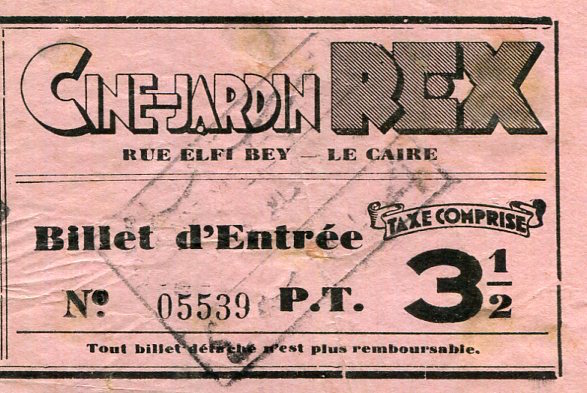 CINE-JARDIN REX
RUE ELFI BEY — LE CAIRE
Billet d'Entrée
TAXE COMPRISE
Nº. 05539 P.T. 3 1/2
Tout billet détaché n'est plus remboursable.